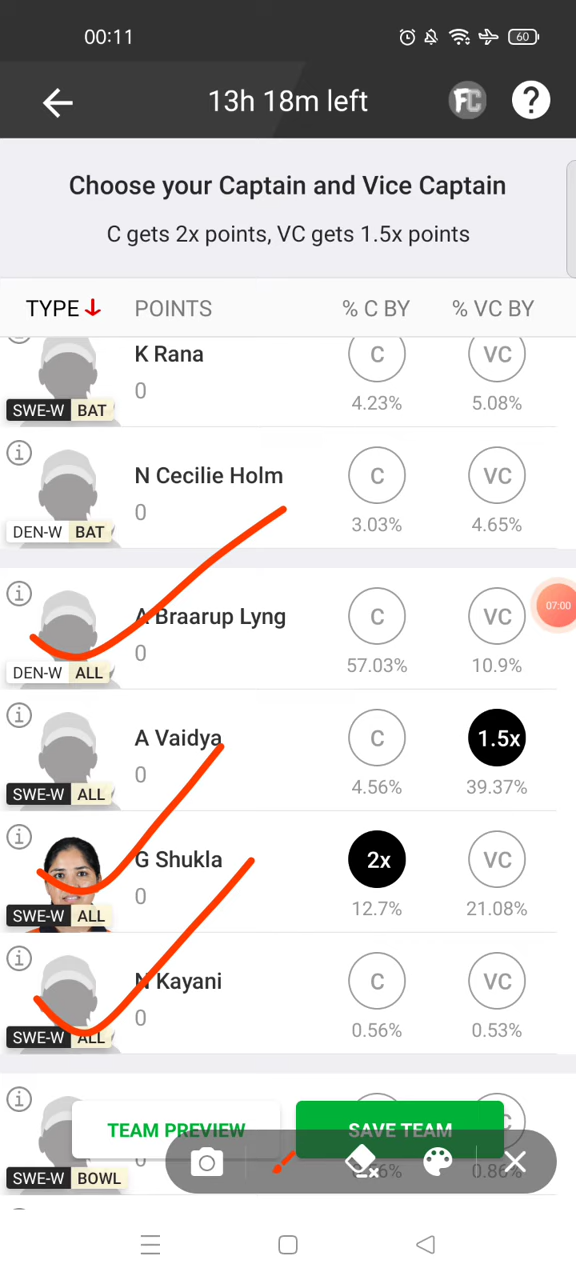 00:11
60
13h 18m left
FC
?
Choose your Captain and Vice Captain
C gets 2x points, VC gets 1.5x points
TYPE POINTS % C BY % VC BY
K Rana
C VC
0
4.23% 5.08%
SWE-W BAT
N Cecilie Holm
C VC
0
3.03% 4.65%
DEN-W BAT
A Braarup Lyng
C VC
07:00
0
57.03% 10.9%
DEN-W ALL
A Vaidya
C 1.5x
0
4.56% 39.37%
SWE-W ALL
G Shukla
2x VC
0
12.7% 21.08%
SWE-W ALL
N Kayani
C VC
0
0.56% 0.53%
SWE-W ALL
TEAM PREVIEW SAVE TEAM
0
SWE-W BOWL